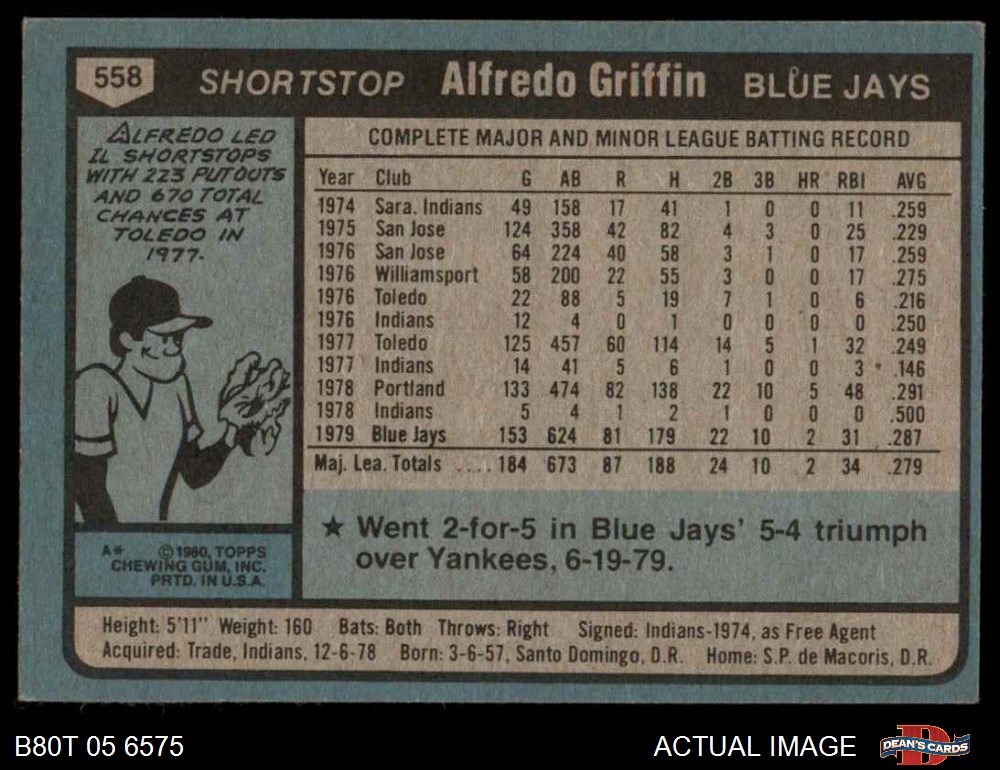 558 SHORTSTOP Alfredo Griffin BLUE JAYS
ALFREDO LED
IL SHORTSTOPS
WITH 223 PUTOUTS
AND 670 TOTAL
CHANCES AT
TOLEDO IN
1977.
COMPLETE MAJOR AND MINOR LEAGUE BATTING RECORD
Year Club G AB R H 2B 3B HR RBI AVG
1974 Sara. Indians 49 158 17 41 1 0 0 11 .259
1975 San Jose 124 358 42 82 4 3 0 25 .229
1976 San Jose 64 224 40 58 3 1 0 17 .259
1976 Williamsport 58 200 22 55 3 0 0 17 .275
1976 Toledo 22 88 5 19 7 1 0 6 .216
1976 Indians 12 4 0 1 0 0 0 0 .250
1977 Toledo 125 457 60 114 14 5 1 32 .249
1977 Indians 14 41 5 6 1 0 0 3 .146
1978 Portland 133 474 82 138 22 10 5 48 .291
1978 Indians 5 4 1 2 1 0 0 0 .500
1979 Blue Jays 153 624 81 179 22 10 2 31 .287
Maj. Lea. Totals .... 184 673 87 188 24 10 2 34 .279
★ Went 2-for-5 in Blue Jays' 5-4 triumph
over Yankees, 6-19-79.
A* © 1980, TOPPS
CHEWING GUM, INC.
PRTD. IN U.S.A.
Height: 5'11" Weight: 160 Bats: Both Throws: Right Signed: Indians-1974, as Free Agent
Acquired: Trade, Indians, 12-6-78 Born: 3-6-57, Santo Domingo, D.R. Home: S.P. de Macoris, D.R.
B80T 05 6575 ACTUAL IMAGE DEAN'S CARDS